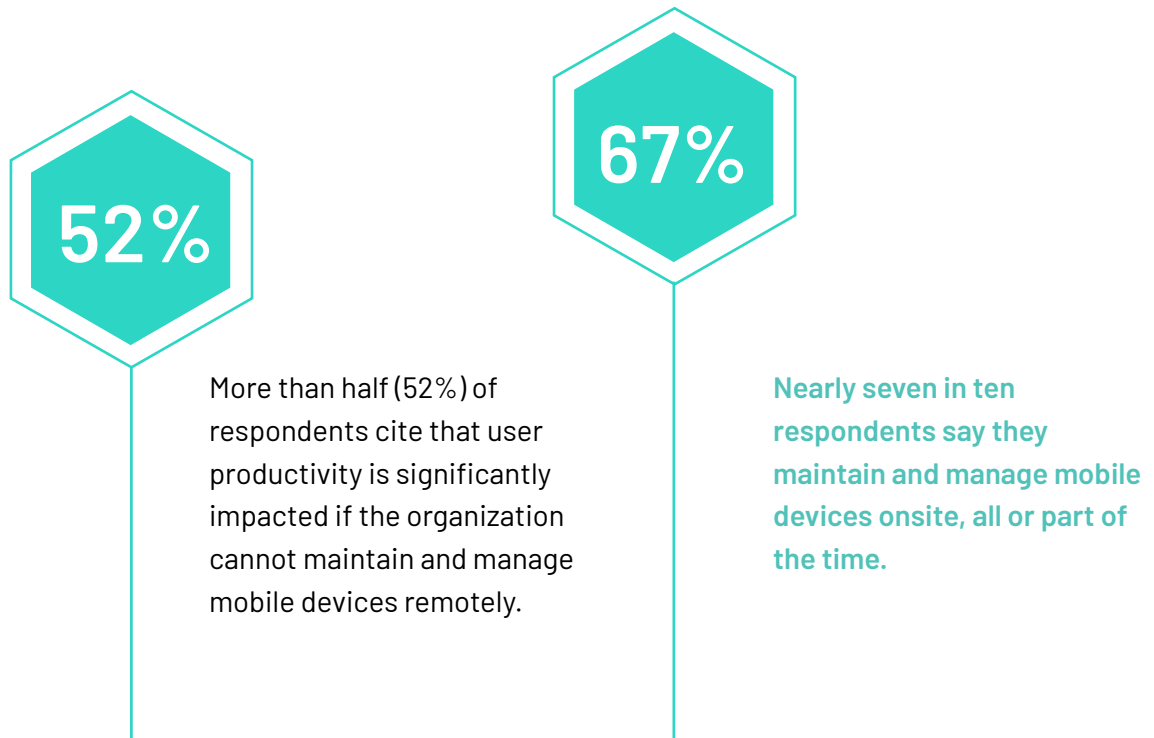 52%
More than half (52%) of
respondents cite that user
productivity is significantly
impacted if the organization
cannot maintain and manage
mobile devices remotely.
67%
Nearly seven in ten
respondents say they
maintain and manage mobile
devices onsite, all or part of
the time.